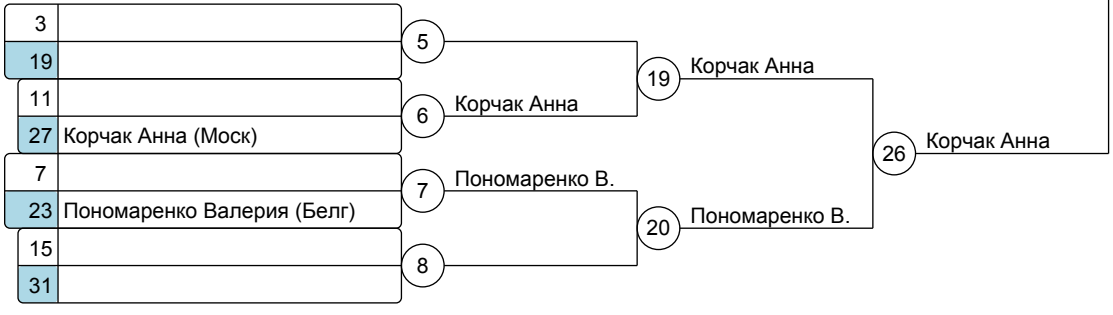 3
5
19
19 Корчак Анна
11
6 Корчак Анна
27 Корчак Анна (Моск)
26 Корчак Анна
7
7 Пономаренко В.
23 Пономаренко Валерия (Белг)
20 Пономаренко В.
15
8
31